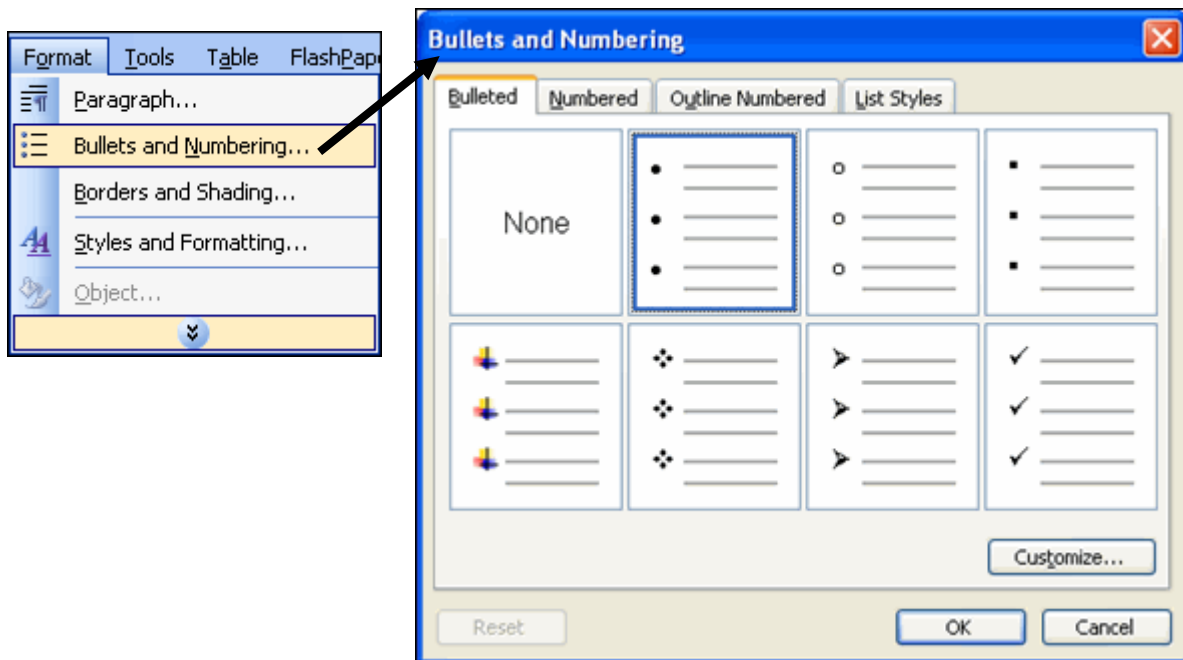 Format Tools Table FlashPap
Paragraph...
Bullets and Numbering...
Borders and Shading...
Styles and Formatting...
Object...
Bullets and Numbering
Bulleted Numbered Outline Numbered List Styles
None
Customize...
Reset OK Cancel